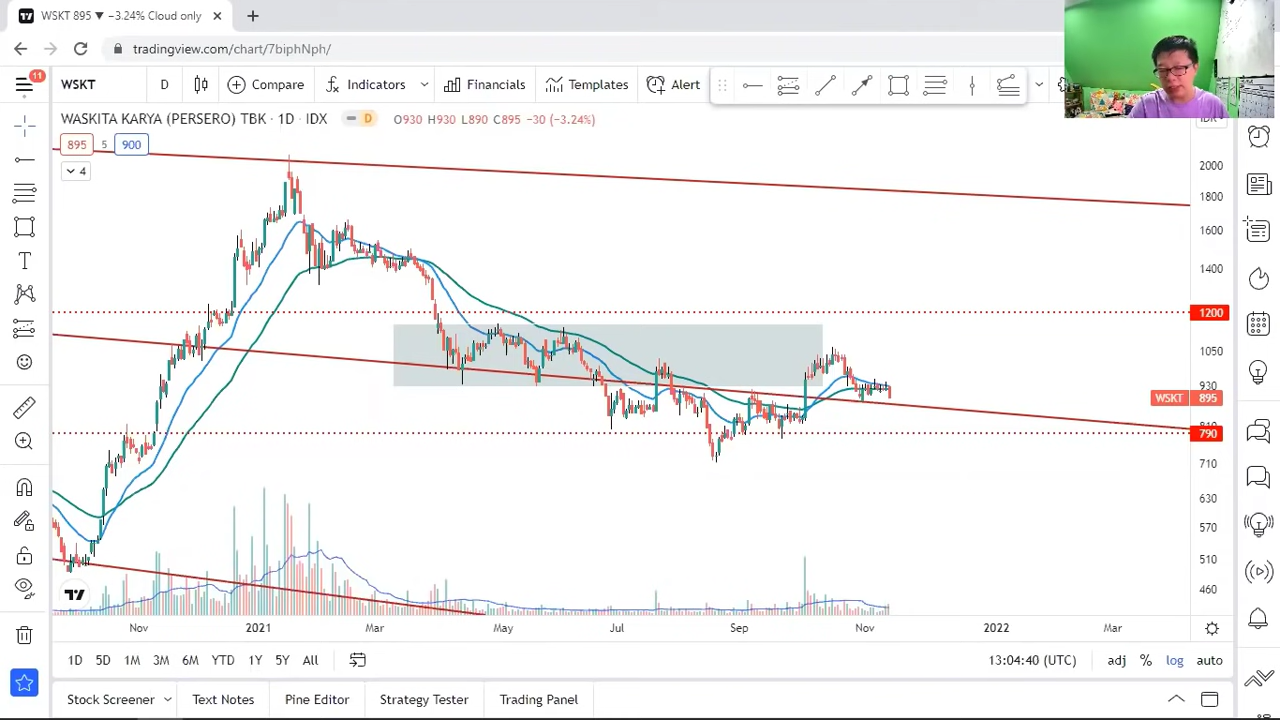 WSKT 895 ▼ −3.24% Cloud only
tradingview.com/chart/7biphNph/
11
WSKT D Compare Indicators Financials Templates Alert
WASKITA KARYA (PERSERO) TBK · 1D · IDX D O930 H930 L890 C895 −30 (−3.24%)
895 5 900
4
2000
1800
1600
1400
1200
1050
930
WSKT 895
790
710
630
570
510
460
Nov 2021 Mar May Jul Sep Nov 2022 Mar
1D 5D 1M 3M 6M YTD 1Y 5Y All 13:04:40 (UTC) adj % log auto
Stock Screener Text Notes Pine Editor Strategy Tester Trading Panel